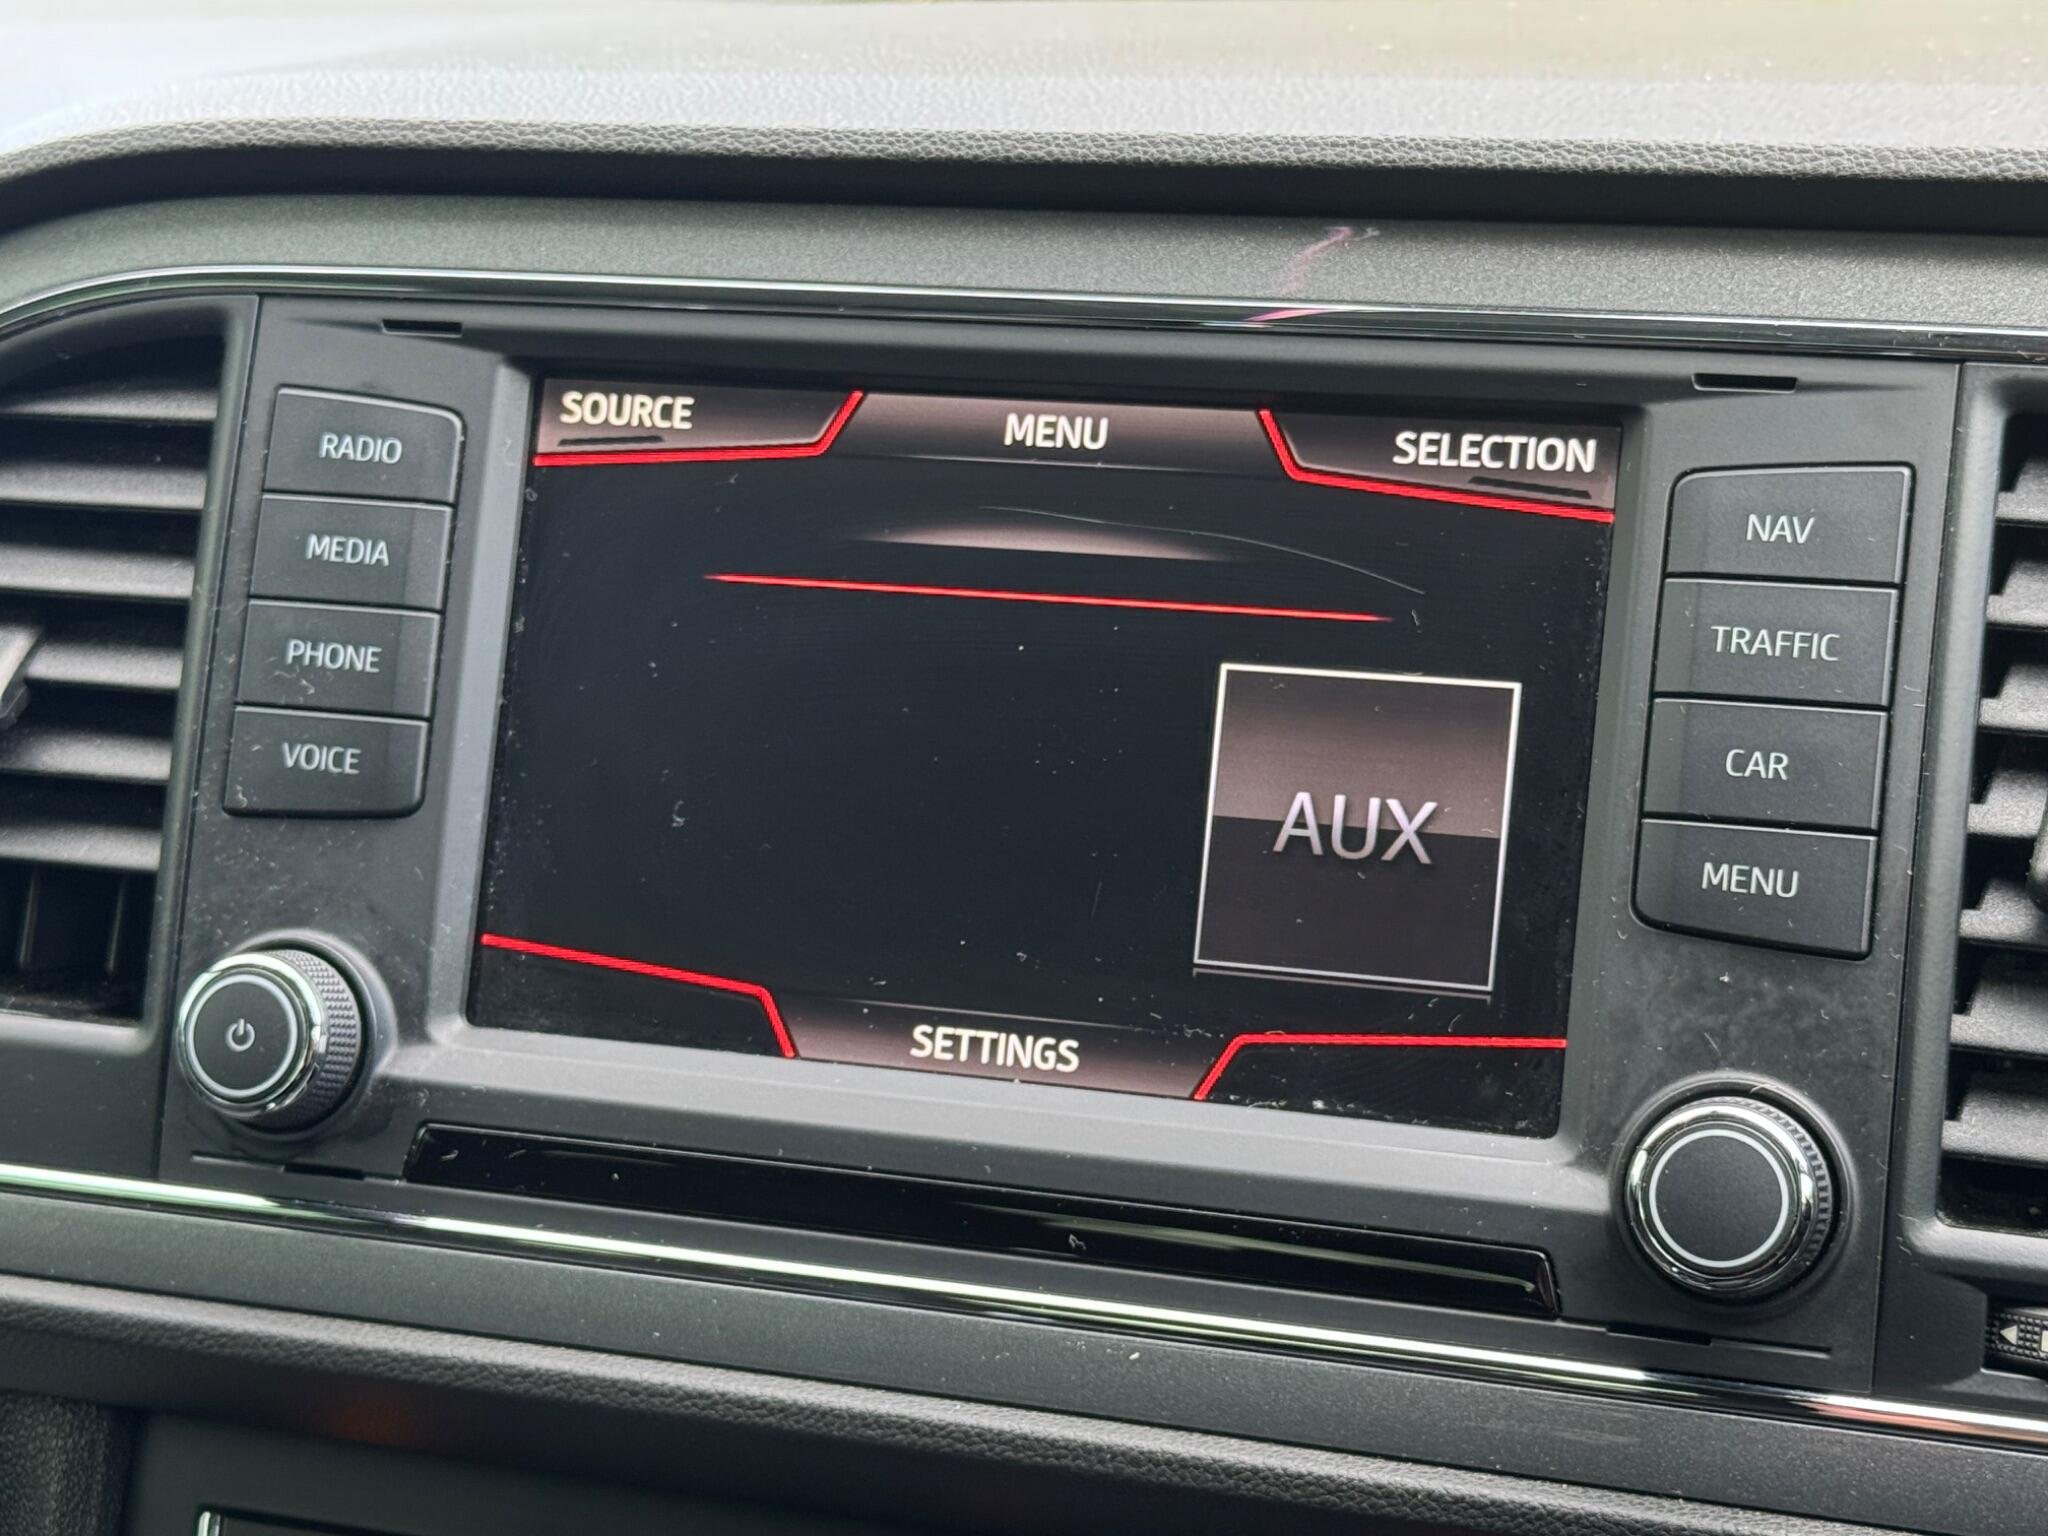 SOURCE
MENU
SELECTION
RADIO
MEDIA
PHONE
VOICE
AUX
SETTINGS
NAV
TRAFFIC
CAR
MENU